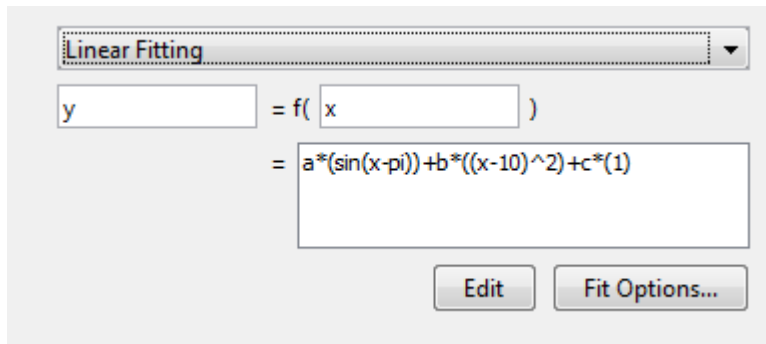 Linear Fitting
y = f( x )
= a*(sin(x-pi))+b*((x-10)^2)+c*(1)
Edit Fit Options...